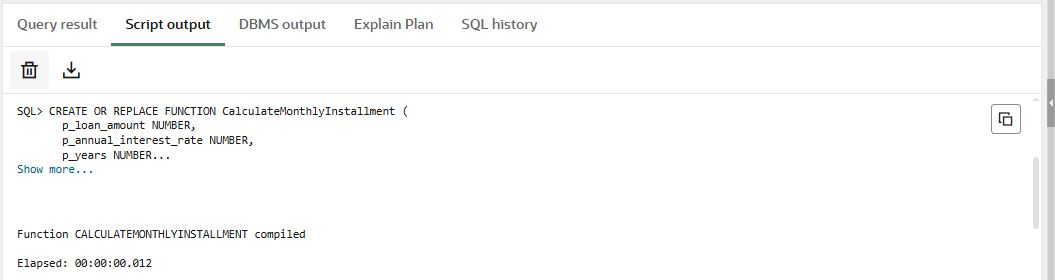 Query result Script output DBMS output Explain Plan SQL history
SQL> CREATE OR REPLACE FUNCTION CalculateMonthlyInstallment (
p_loan_amount NUMBER,
p_annual_interest_rate NUMBER,
p_years NUMBER...
Show more...
Function CALCULATEMONTHLYINSTALLMENT compiled
Elapsed: 00:00:00.012